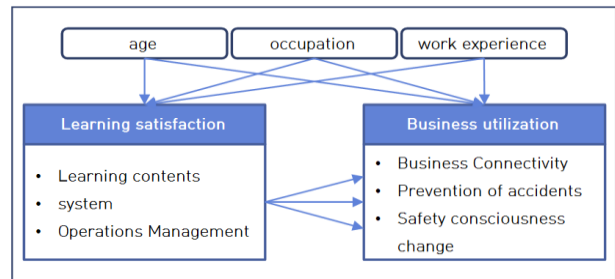 age occupation work experience
Learning satisfaction Business utilization
• Learning contents
• system
• Operations Management
• Business Connectivity
• Prevention of accidents
• Safety consciousness
change